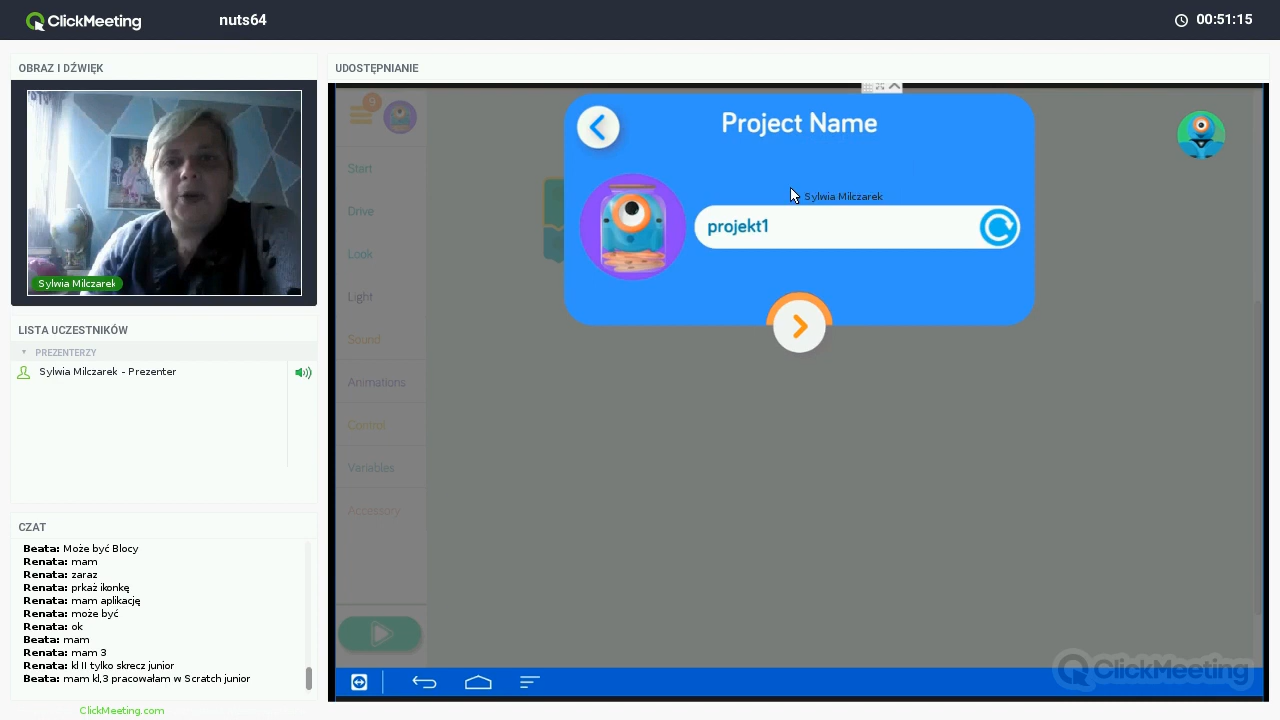 ClickMeeting
nuts64
00:51:15
OBRAZ I DŹWIĘK
Sylwia Milczarek
LISTA UCZESTNIKÓW
PREZENTERZY
Sylwia Milczarek - Prezenter
CZAT
Beata: Może być Blocy
Renata: mam
Renata: zaraz
Renata: prkaż ikonkę
Renata: mam aplikację
Renata: może być
Renata: ok
Beata: mam
Renata: mam 3
Renata: kl II tylko skrecz junior
Beata: mam kl,3 pracowałam w Scratch junior
ClickMeeting.com
UDOSTĘPNIANIE
9
Start
Drive
Look
Light
Sound
Animations
Control
Variables
Accessory
Project Name
Sylwia Milczarek
projekt1
ClickMeeting